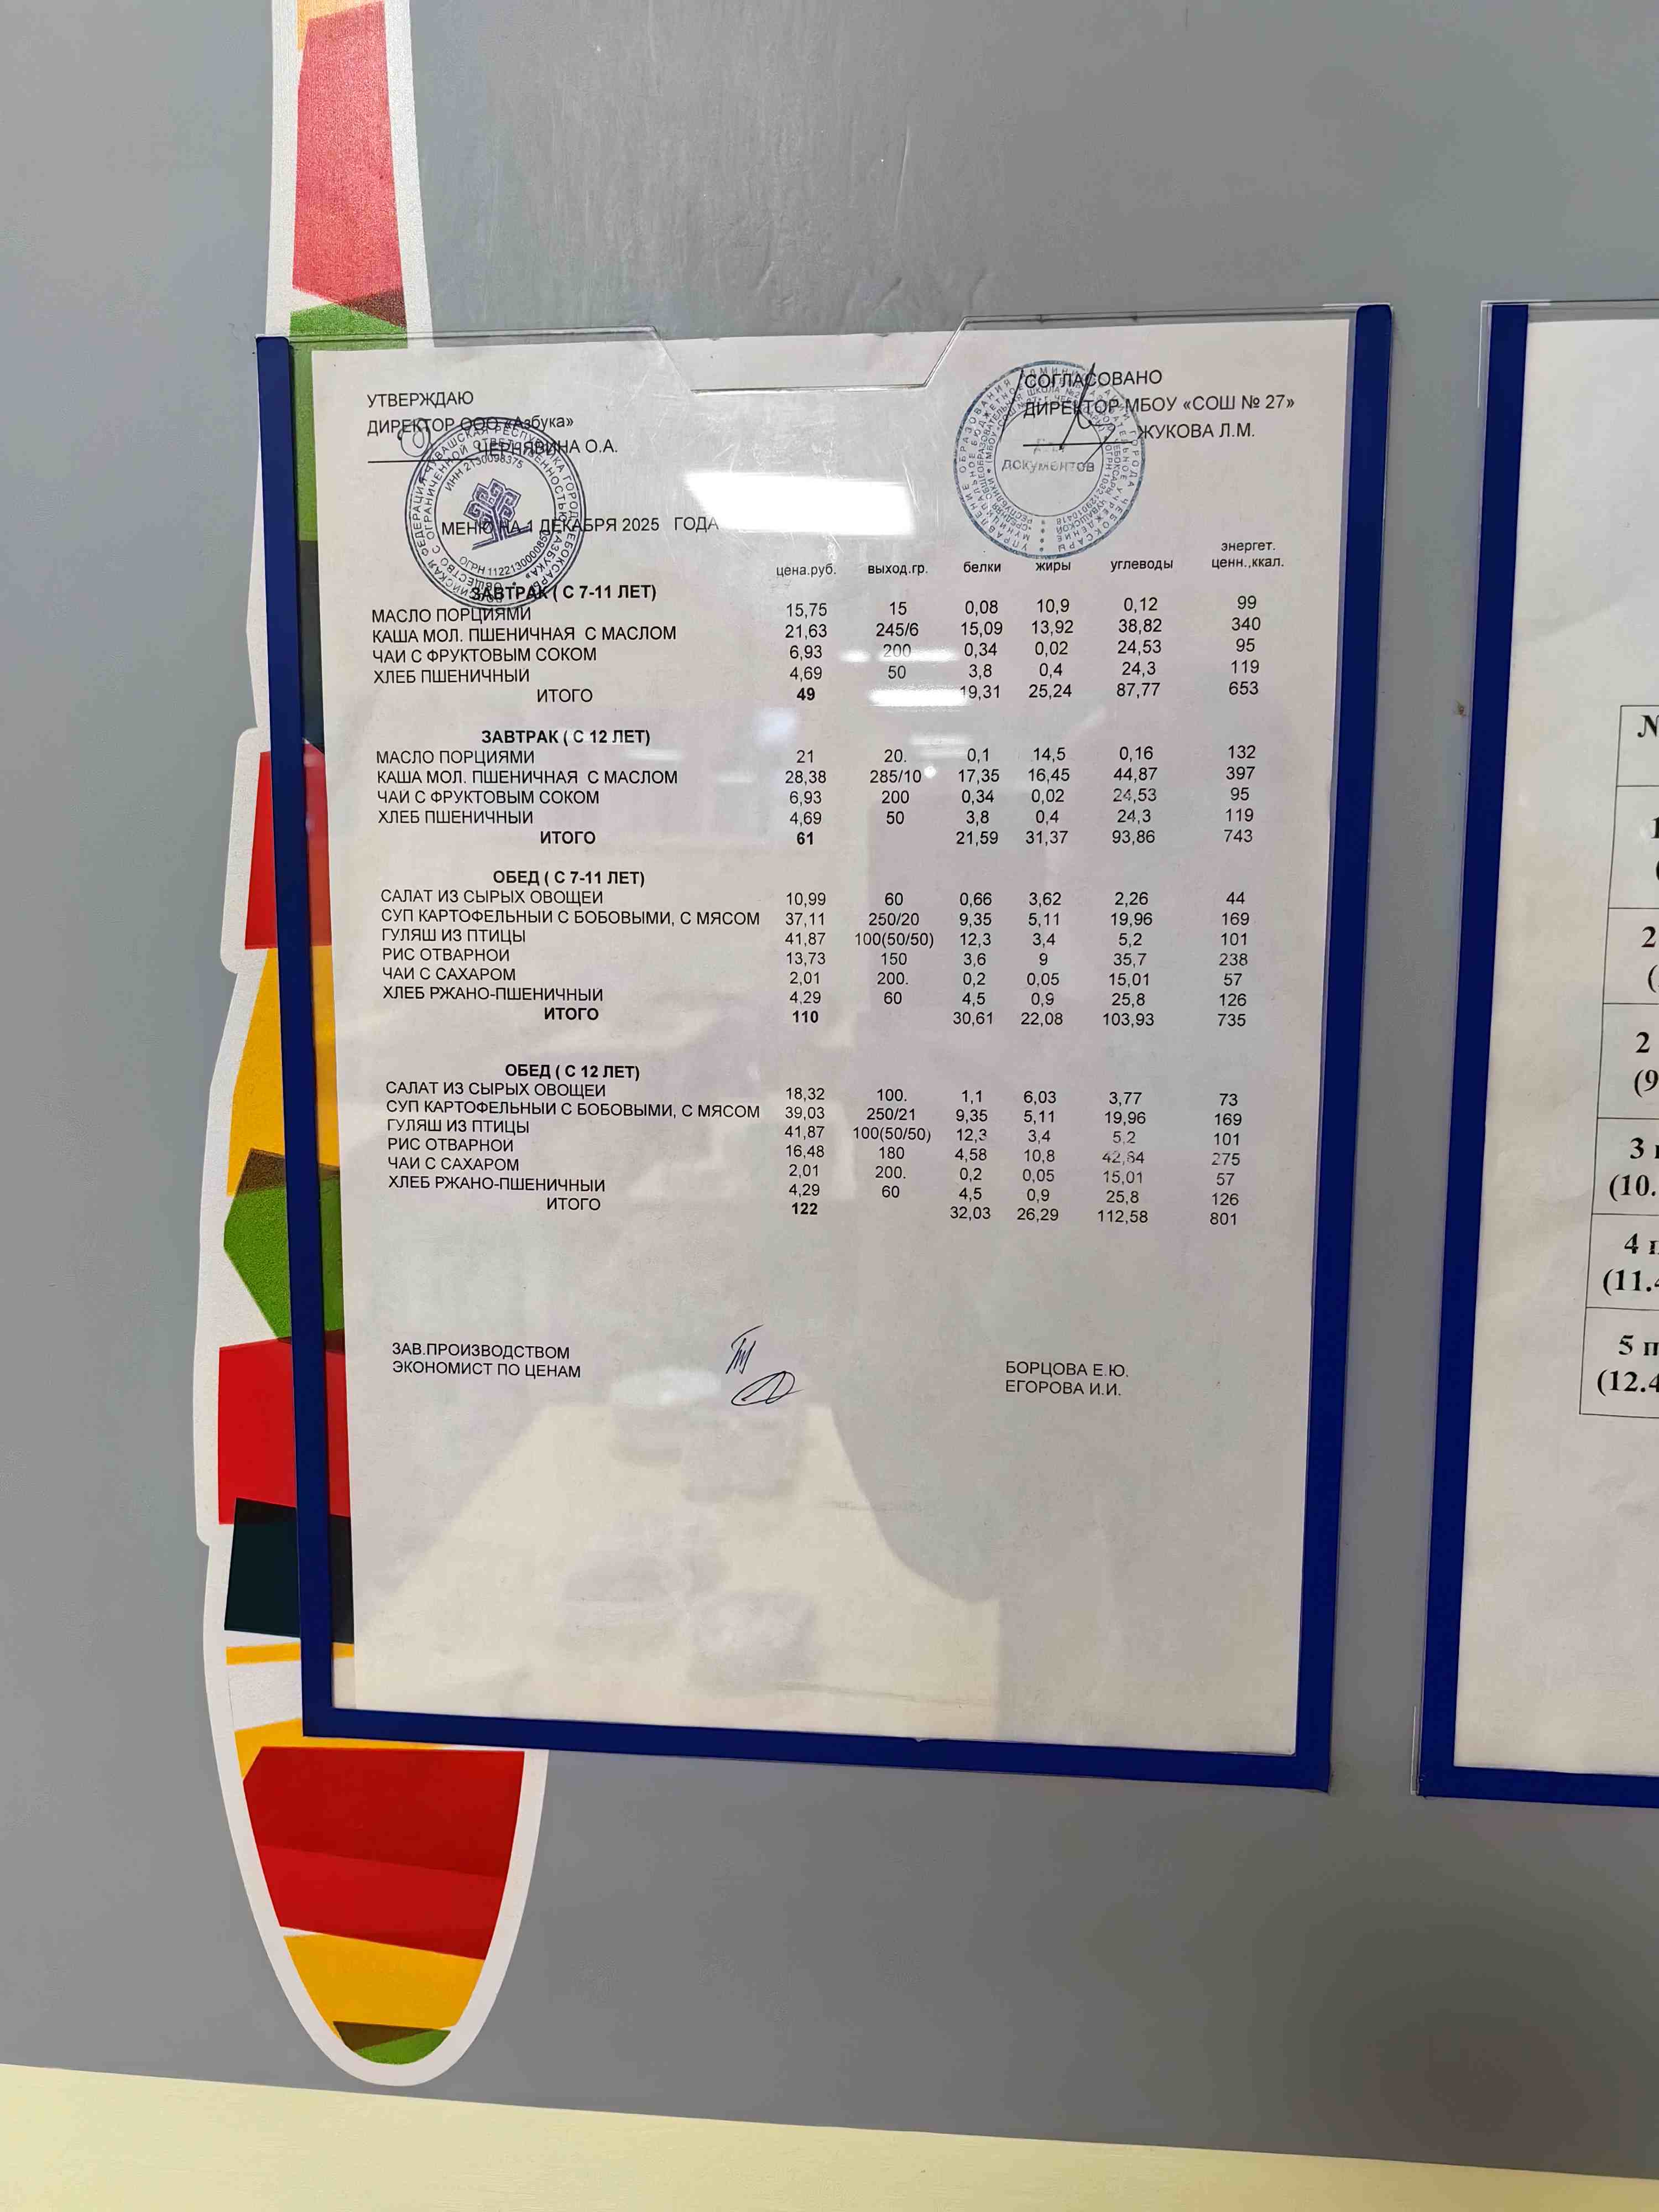 УТВЕРЖДАЮ
ДИРЕКТОР ООО «Азбука»
ЧЕРНЯВИНА О.А.
СОГЛАСОВАНО
ДИРЕКТОР МБОУ «СОШ № 27»
ЖУКОВА Л.М.
документов
ИНН 2130098375
МЕНЮ НА 1 ДЕКАБРЯ 2025 ГОДА
цена.руб. выход.гр. белки жиры углеводы энергет. ценн.,ккал.
ЗАВТРАК ( С 7-11 ЛЕТ)
МАСЛО ПОРЦИЯМИ 15,75 15 0,08 10,9 0,12 99
КАША МОЛ. ПШЕНИЧНАЯ С МАСЛОМ 21,63 245/6 15,09 13,92 38,82 340
ЧАИ С ФРУКТОВЫМ СОКОМ 6,93 200 0,34 0,02 24,53 95
ХЛЕБ ПШЕНИЧНЫЙ 4,69 50 3,8 0,4 24,3 119
ИТОГО 49 19,31 25,24 87,77 653
ЗАВТРАК ( С 12 ЛЕТ)
МАСЛО ПОРЦИЯМИ 21 20. 0,1 14,5 0,16 132
КАША МОЛ. ПШЕНИЧНАЯ С МАСЛОМ 28,38 285/10 17,35 16,45 44,87 397
ЧАИ С ФРУКТОВЫМ СОКОМ 6,93 200 0,34 0,02 24,53 95
ХЛЕБ ПШЕНИЧНЫЙ 4,69 50 3,8 0,4 24,3 119
ИТОГО 61 21,59 31,37 93,86 743
ОБЕД ( С 7-11 ЛЕТ)
САЛАТ ИЗ СЫРЫХ ОВОЩЕИ 10,99 60 0,66 3,62 2,26 44
СУП КАРТОФЕЛЬНЫИ С БОБОВЫМИ, С МЯСОМ 37,11 250/20 9,35 5,11 19,96 169
ГУЛЯШ ИЗ ПТИЦЫ 41,87 100(50/50) 12,3 3,4 5,2 101
РИС ОТВАРНОИ 13,73 150 3,6 9 35,7 238
ЧАИ С САХАРОМ 2,01 200. 0,2 0,05 15,01 57
ХЛЕБ РЖАНО-ПШЕНИЧНЫИ 4,29 60 4,5 0,9 25,8 126
ИТОГО 110 30,61 22,08 103,93 735
ОБЕД ( С 12 ЛЕТ)
САЛАТ ИЗ СЫРЫХ ОВОЩЕИ 18,32 100. 1,1 6,03 3,77 73
СУП КАРТОФЕЛЬНЫИ С БОБОВЫМИ, С МЯСОМ 39,03 250/21 9,35 5,11 19,96 169
ГУЛЯШ ИЗ ПТИЦЫ 41,87 100(50/50) 12,3 3,4 5,2 101
РИС ОТВАРНОИ 16,48 180 4,58 10,8 42,84 275
ЧАИ С САХАРОМ 2,01 200. 0,2 0,05 15,01 57
ХЛЕБ РЖАНО-ПШЕНИЧНЫИ 4,29 60 4,5 0,9 25,8 126
ИТОГО 122 32,03 26,29 112,58 801
ЗАВ.ПРОИЗВОДСТВОМ БОРЦОВА Е.Ю.
ЭКОНОМИСТ ПО ЦЕНАМ ЕГОРОВА И.И.
2
2
(9
3
(10.
4
(11.4
5
(12.4